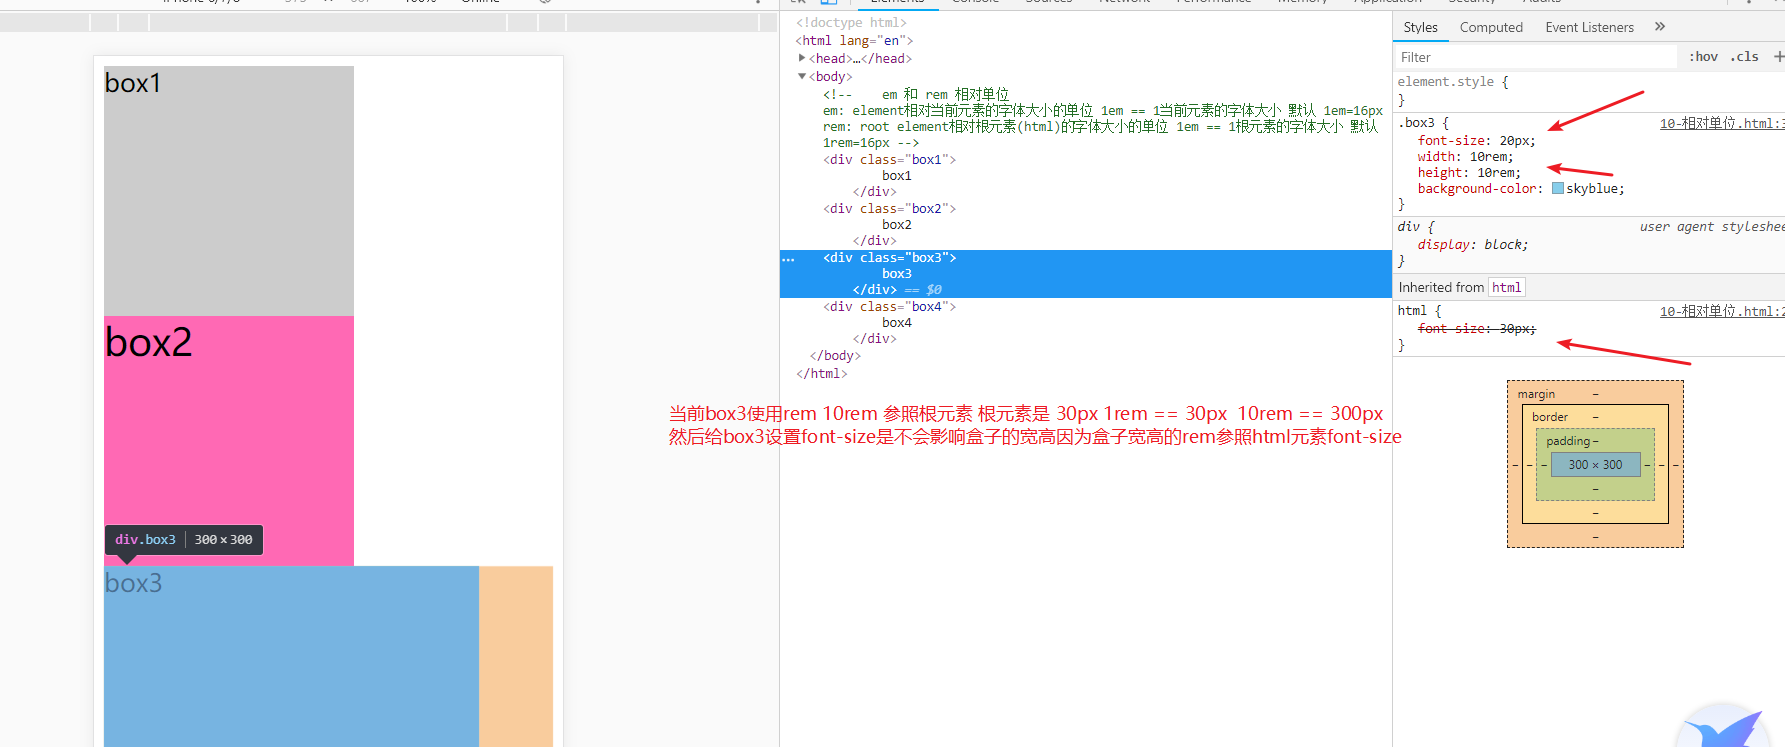 box1
box2
div.box3 300×300
box3
Elements Console Sources Network Performance Memory Application Security Audits
<!doctype html>
<html lang="en">
<head>…</head>
<body>
<!-- em 和 rem 相对单位
em: element相对当前元素的字体大小的单位 1em == 1当前元素的字体大小 默认 1em=16px
rem: root element相对根元素(html)的字体大小的单位 1em == 1根元素的字体大小 默认
1rem=16px -->
<div class="box1">
box1
</div>
<div class="box2">
box2
</div>
… <div class="box3">
box3
</div> == $0
<div class="box4">
box4
</div>
</body>
</html>
当前box3使用rem 10rem 参照根元素 根元素是 30px 1rem == 30px 10rem == 300px
然后给box3设置font-size是不会影响盒子的宽高因为盒子宽高的rem参照html元素font-size
Styles Computed Event Listeners »
Filter :hov .cls +
element.style {
}
.box3 { 10-相对单位.html:3
font-size: 20px;
width: 10rem;
height: 10rem;
background-color: skyblue;
}
div { user agent styleshee
display: block;
}
Inherited from html
html { 10-相对单位.html:2
font-size: 30px;
}
margin –
border –
padding –
– – – 300 × 300 – – –
–
–
–